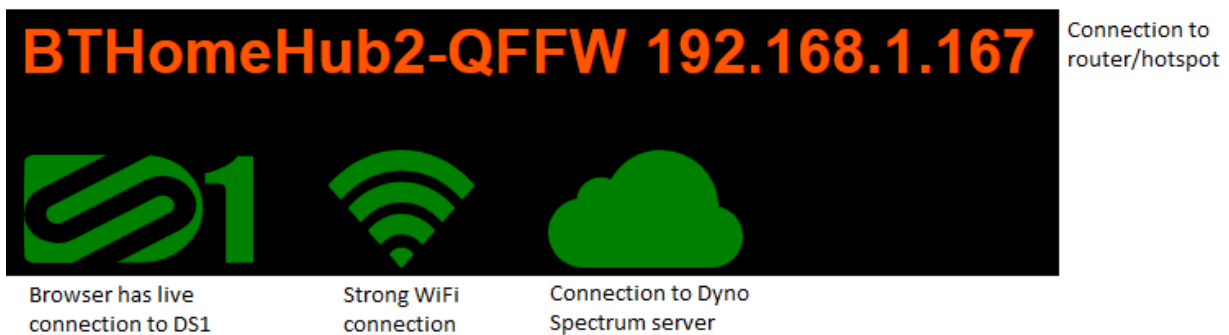 BTHomeHub2-QFFW 192.168.1.167
Connection to
router/hotspot
DS1
Browser has live
connection to DS1
Strong WiFi
connection
Connection to Dyno
Spectrum server